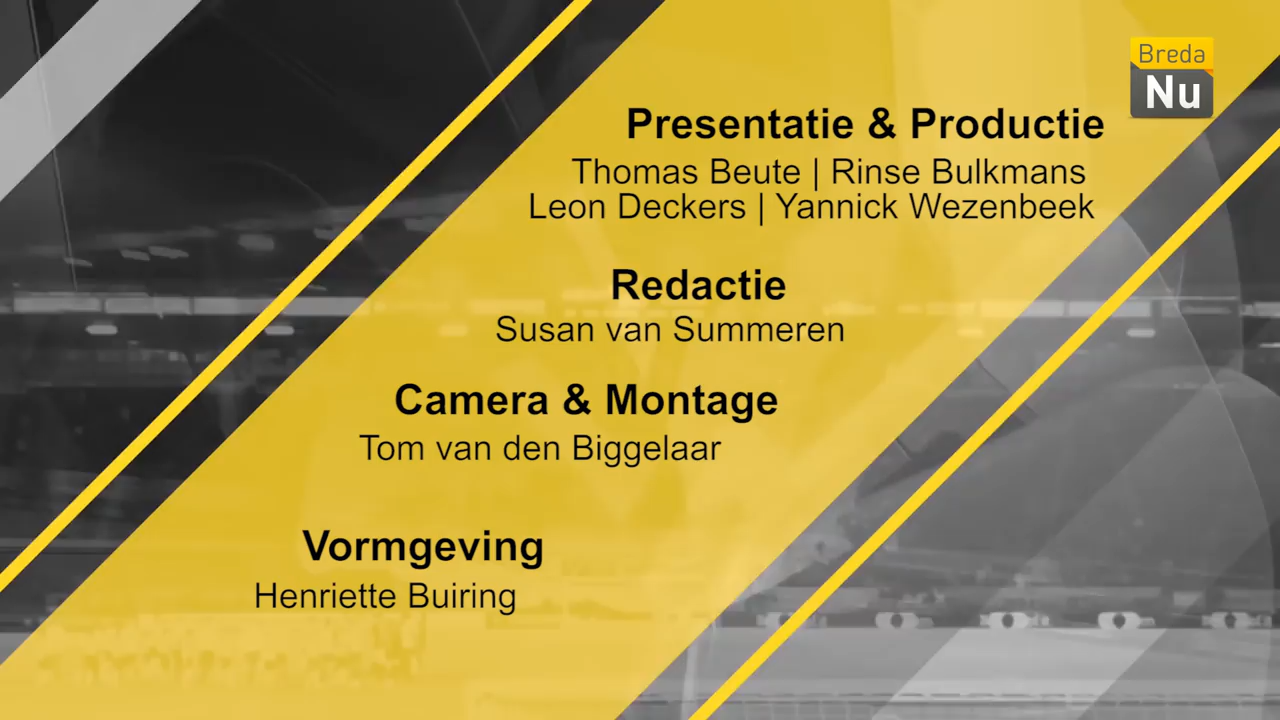 Breda
Nu
Presentatie & Productie
Thomas Beute | Rinse Bulkmans
Leon Deckers | Yannick Wezenbeek
Redactie
Susan van Summeren
Camera & Montage
Tom van den Biggelaar
Vormgeving
Henriette Buiring